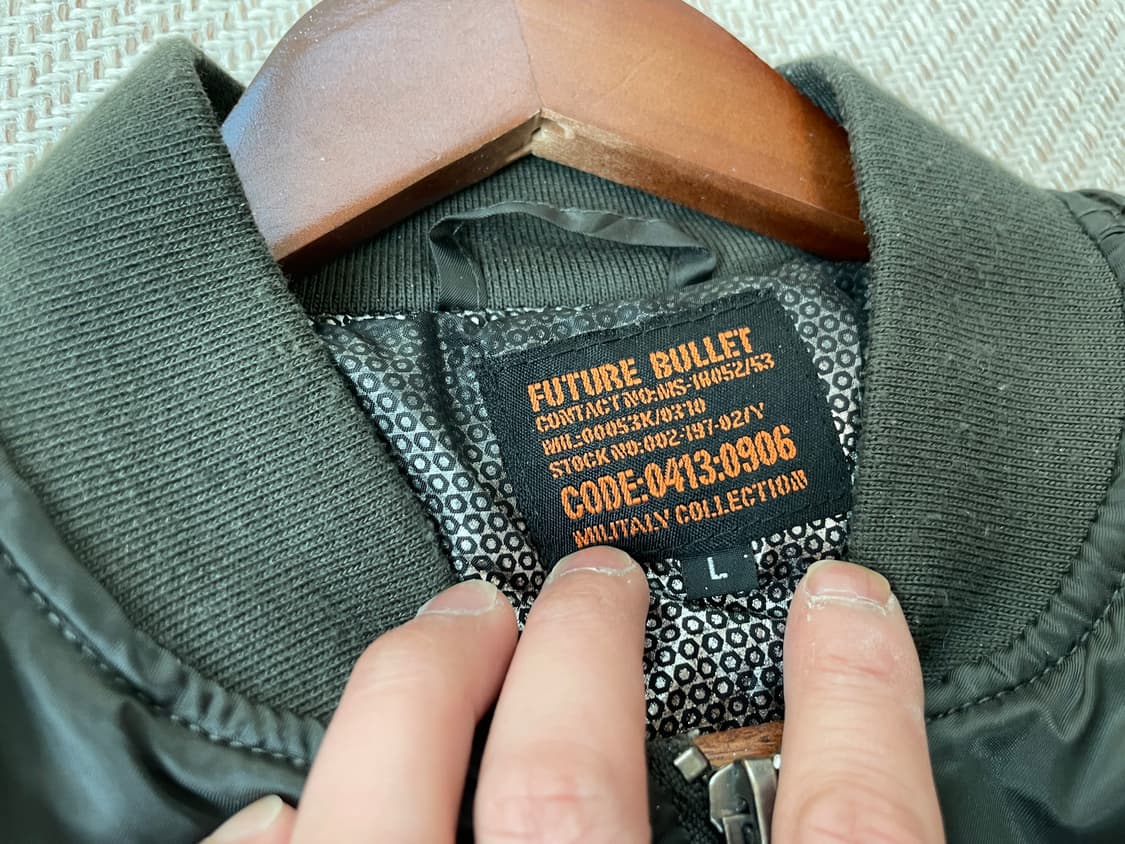 FUTURE BULLET
CONTACT NO:MS-18052/53
MIL:00053K/0310
STOCK NO:002-197-02/Y
CODE:0413:0906
MILITALY COLLECTION
L